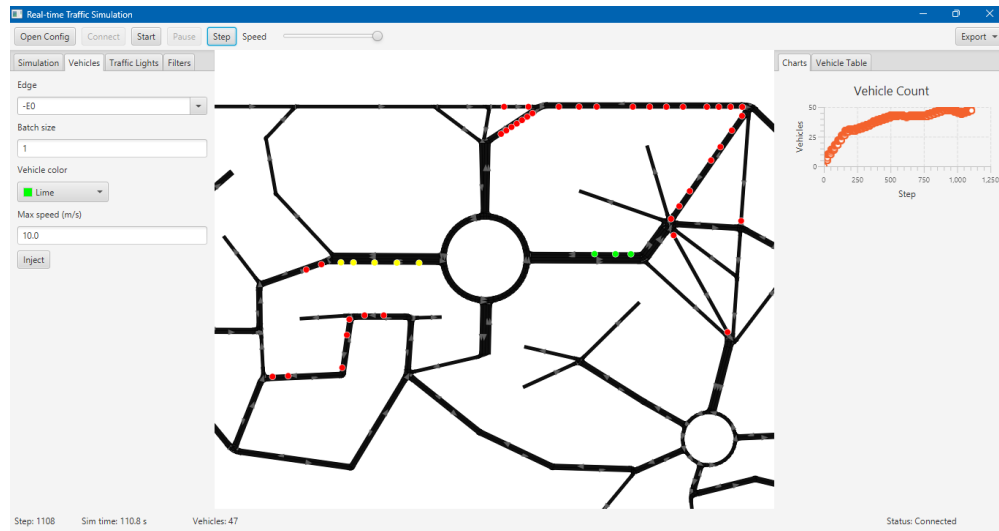 Real-time Traffic Simulation
Open Config Connect Start Pause Step Speed Export
Simulation Vehicles Traffic Lights Filters
Charts Vehicle Table
Edge
-E0
Batch size
1
Vehicle color
Lime
Max speed (m/s)
10.0
Inject
Vehicle Count
Vehicles
50
25
0
0 250 500 750 1,000 1,250
Step
Step: 1108 Sim time: 110.8 s Vehicles: 47 Status: Connected